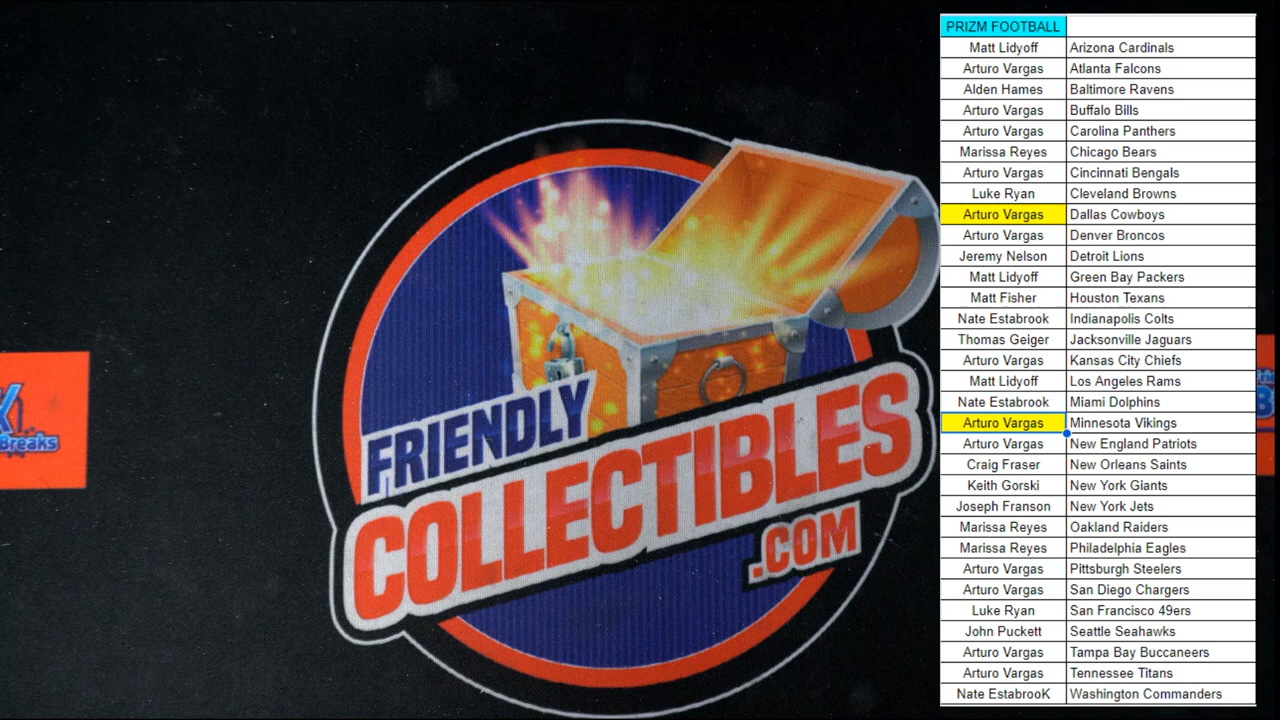 PRIZM FOOTBALL
Matt Lidyoff Arizona Cardinals
Arturo Vargas Atlanta Falcons
Alden Hames Baltimore Ravens
Arturo Vargas Buffalo Bills
Arturo Vargas Carolina Panthers
Marissa Reyes Chicago Bears
Arturo Vargas Cincinnati Bengals
Luke Ryan Cleveland Browns
Arturo Vargas Dallas Cowboys
Arturo Vargas Denver Broncos
Jeremy Nelson Detroit Lions
Matt Lidyoff Green Bay Packers
Matt Fisher Houston Texans
Nate Estabrook Indianapolis Colts
Thomas Geiger Jacksonville Jaguars
Arturo Vargas Kansas City Chiefs
Matt Lidyoff Los Angeles Rams
Nate Estabrook Miami Dolphins
Arturo Vargas Minnesota Vikings
Arturo Vargas New England Patriots
Craig Fraser New Orleans Saints
Keith Gorski New York Giants
Joseph Franson New York Jets
Marissa Reyes Oakland Raiders
Marissa Reyes Philadelphia Eagles
Arturo Vargas Pittsburgh Steelers
Arturo Vargas San Diego Chargers
Luke Ryan San Francisco 49ers
John Puckett Seattle Seahawks
Arturo Vargas Tampa Bay Buccaneers
Arturo Vargas Tennessee Titans
Nate EstabrooK Washington Commanders
FRIENDLY
COLLECTIBLES
.COM
Breaks